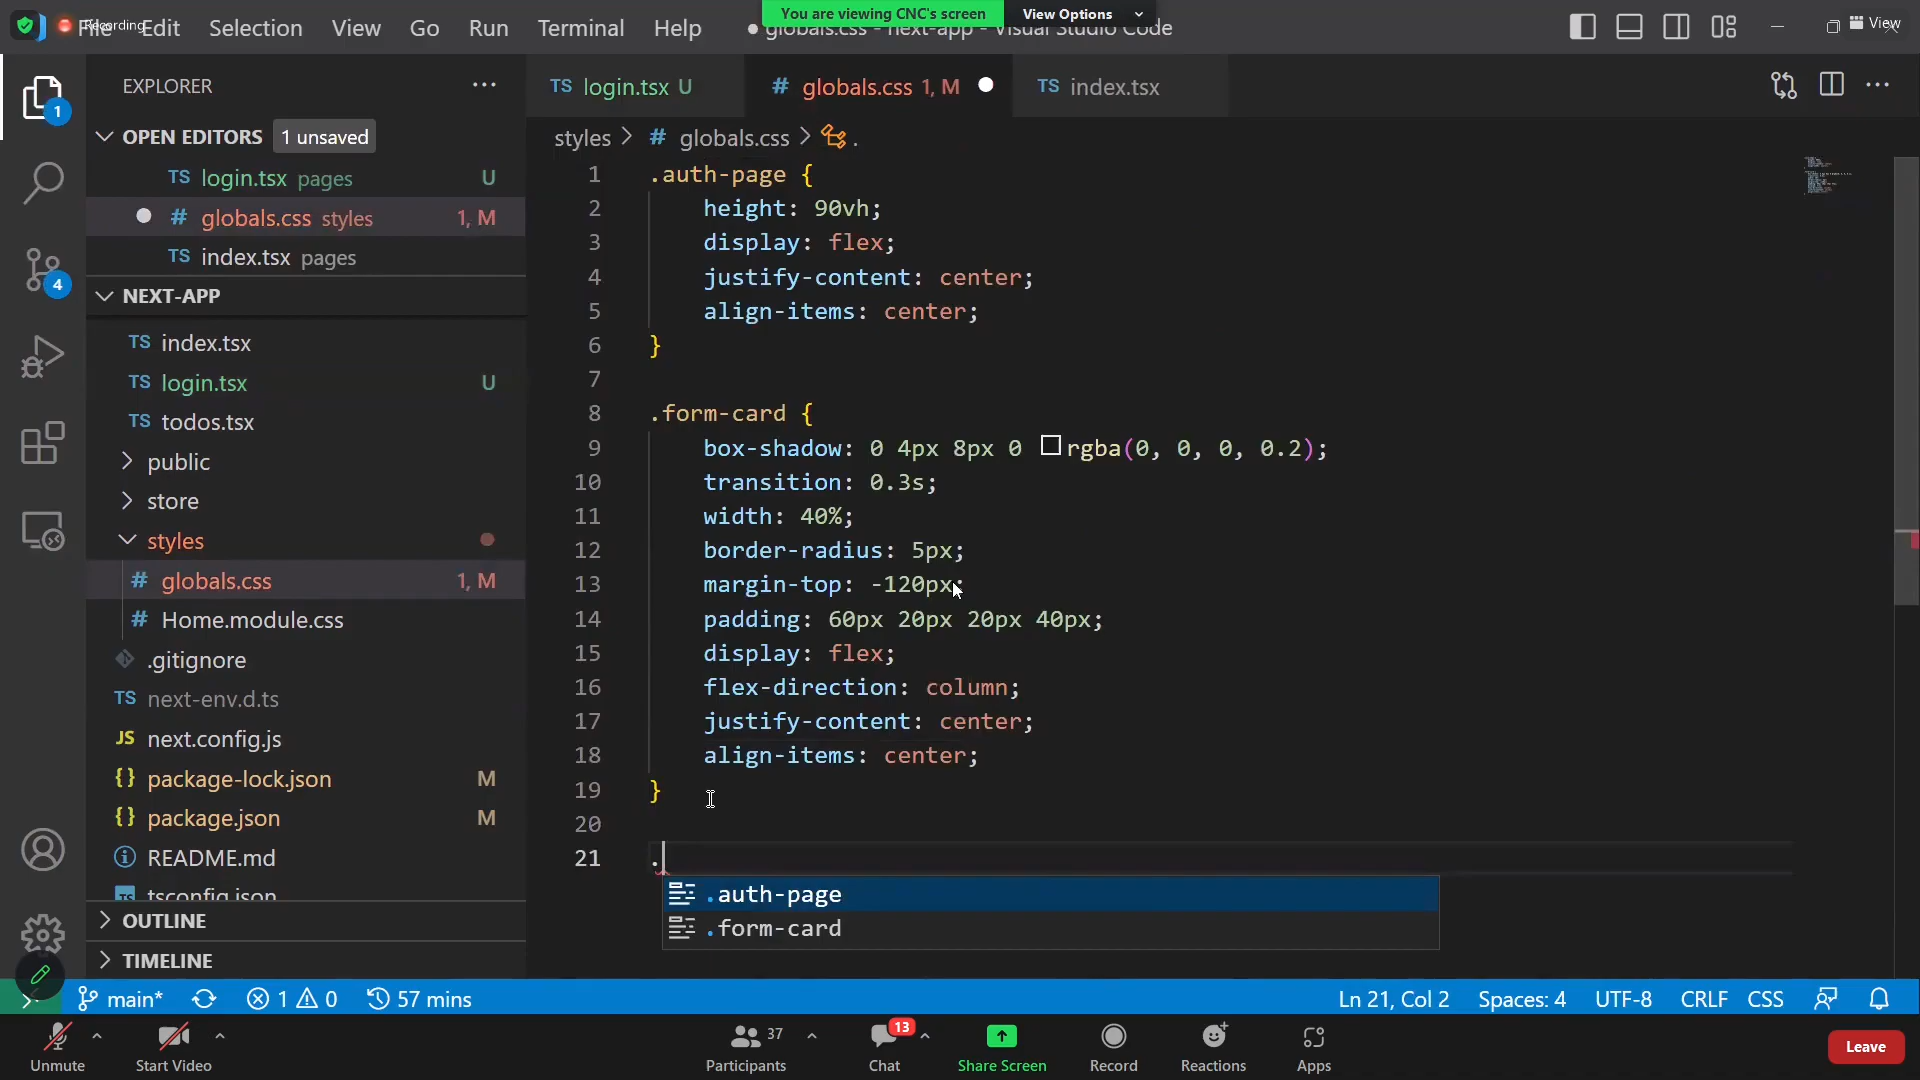 You are viewing CNC's screen View Options
Recording
File Edit Selection View Go Run Terminal Help
● globals.css - next-app - Visual Studio Code
View
EXPLORER
OPEN EDITORS 1 unsaved
TS login.tsx pages U
# globals.css styles 1, M
TS index.tsx pages
NEXT-APP
TS index.tsx
TS login.tsx U
TS todos.tsx
public
store
styles
# globals.css 1, M
# Home.module.css
.gitignore
TS next-env.d.ts
JS next.config.js
{} package-lock.json M
{} package.json M
README.md
tsconfig.json
OUTLINE
TIMELINE
1
4
TS login.tsx U
# globals.css 1, M
TS index.tsx
styles > # globals.css > .
1 .auth-page {
2 height: 90vh;
3 display: flex;
4 justify-content: center;
5 align-items: center;
6 }
7
8 .form-card {
9 box-shadow: 0 4px 8px 0 rgba(0, 0, 0, 0.2);
10 transition: 0.3s;
11 width: 40%;
12 border-radius: 5px;
13 margin-top: -120px;
14 padding: 60px 20px 20px 40px;
15 display: flex;
16 flex-direction: column;
17 justify-content: center;
18 align-items: center;
19 }
20
21 .
.auth-page
.form-card
main* 1 0 57 mins
Ln 21, Col 2 Spaces: 4 UTF-8 CRLF CSS
Unmute
Start Video
37
Participants
13
Chat
Share Screen
Record
Reactions
Apps
Leave